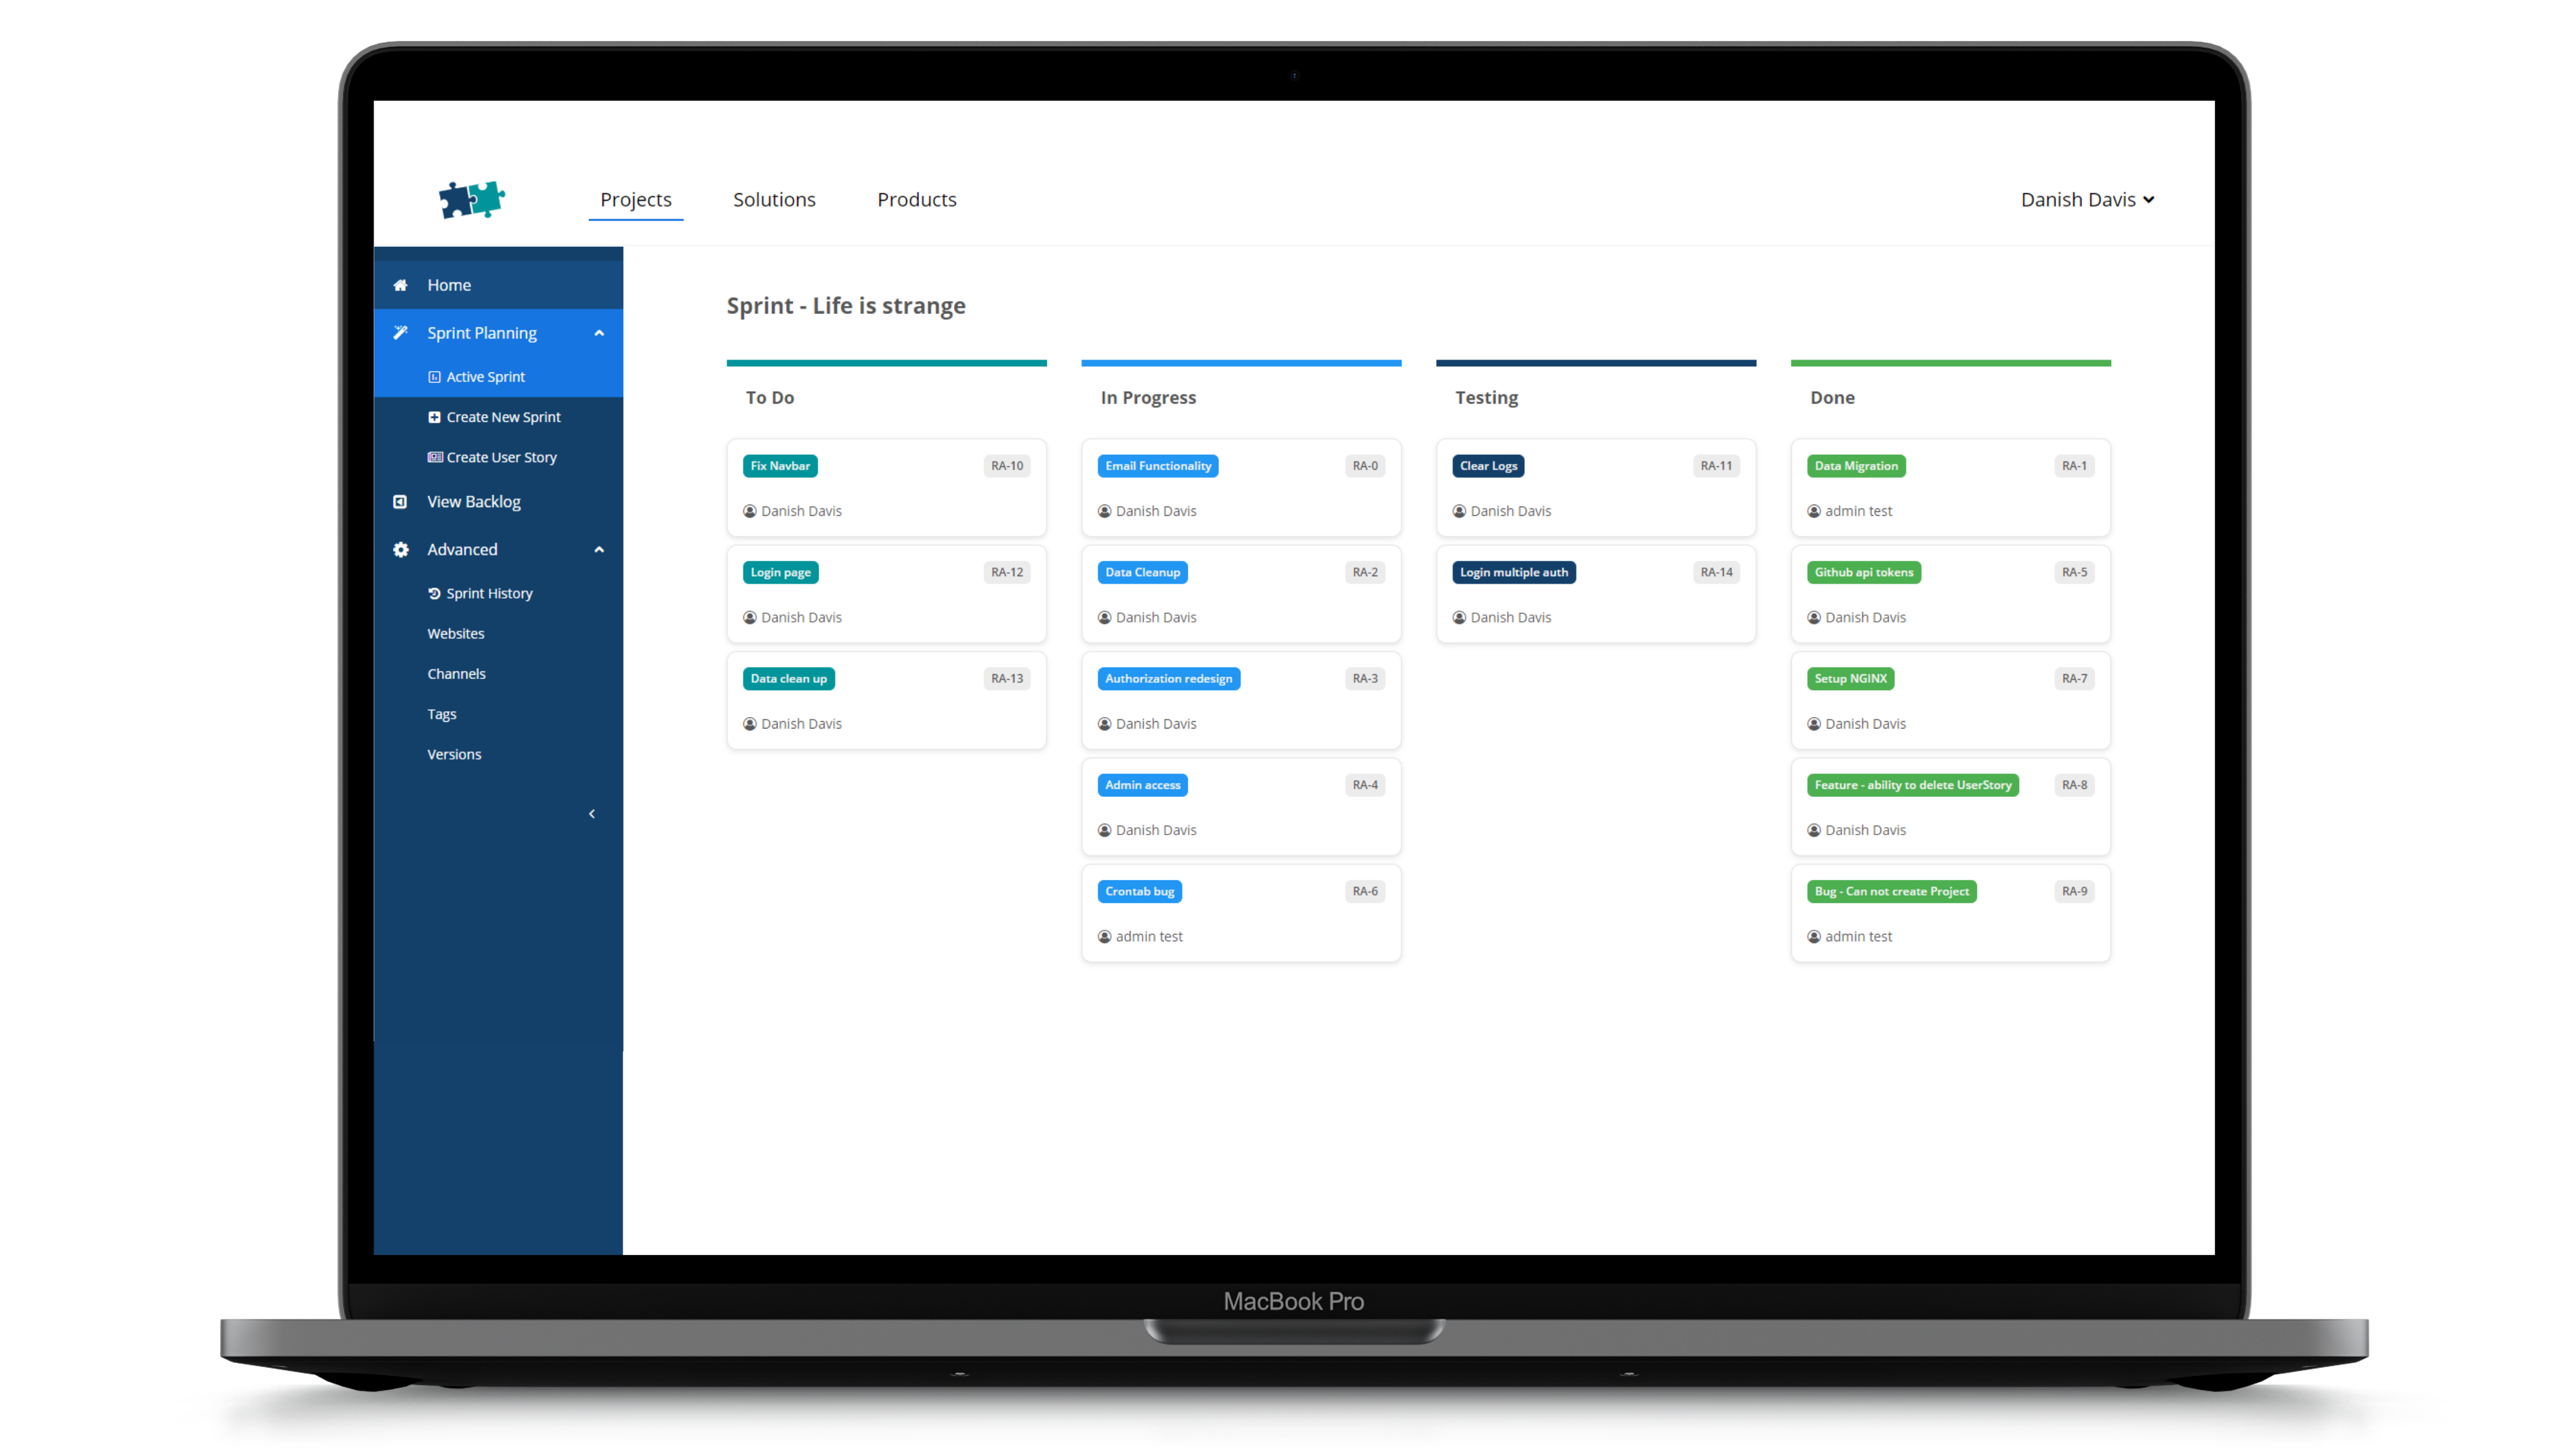 Projects
Solutions
Products
Danish Davis
Home
Sprint Planning
Active Sprint
Create New Sprint
Create User Story
View Backlog
Advanced
Sprint History
Websites
Channels
Tags
Versions
Sprint - Life is strange
To Do
Fix Navbar RA-10
Danish Davis
Login page RA-12
Danish Davis
Data clean up RA-13
Danish Davis
In Progress
Email Functionality RA-0
Danish Davis
Data Cleanup RA-2
Danish Davis
Authorization redesign RA-3
Danish Davis
Admin access RA-4
Danish Davis
Crontab bug RA-6
admin test
Testing
Clear Logs RA-11
Danish Davis
Login multiple auth RA-14
Danish Davis
Done
Data Migration RA-1
admin test
Github api tokens RA-5
Danish Davis
Setup NGINX RA-7
Danish Davis
Feature - ability to delete UserStory RA-8
Danish Davis
Bug - Can not create Project RA-9
admin test
MacBook Pro